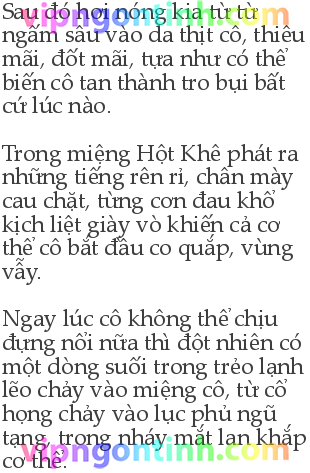 Sau đó hơi nóng kia từ từ
ngấm sâu vào da thịt cô, thiêu
mãi, đốt mãi, tựa như có thể
biến cô tan thành tro bụi bất
cứ lúc nào.
Trong miệng Hột Khê phát ra
những tiếng rên rỉ, chân mày
cau chặt, từng cơn đau khổ
kịch liệt giày vò khiến cả cơ
thể cô bắt đầu co quắp, vùng
vẫy.
Ngay lúc cô không thể chịu
đựng nổi nữa thì đột nhiên có
một dòng suối trong trẻo lạnh
lẽo chảy vào miệng cô, từ cổ
họng chảy vào lục phủ ngũ
tạng, trong nháy mắt lan khắp
cơ thể.
vipngontinh.com
vipngontinh.com